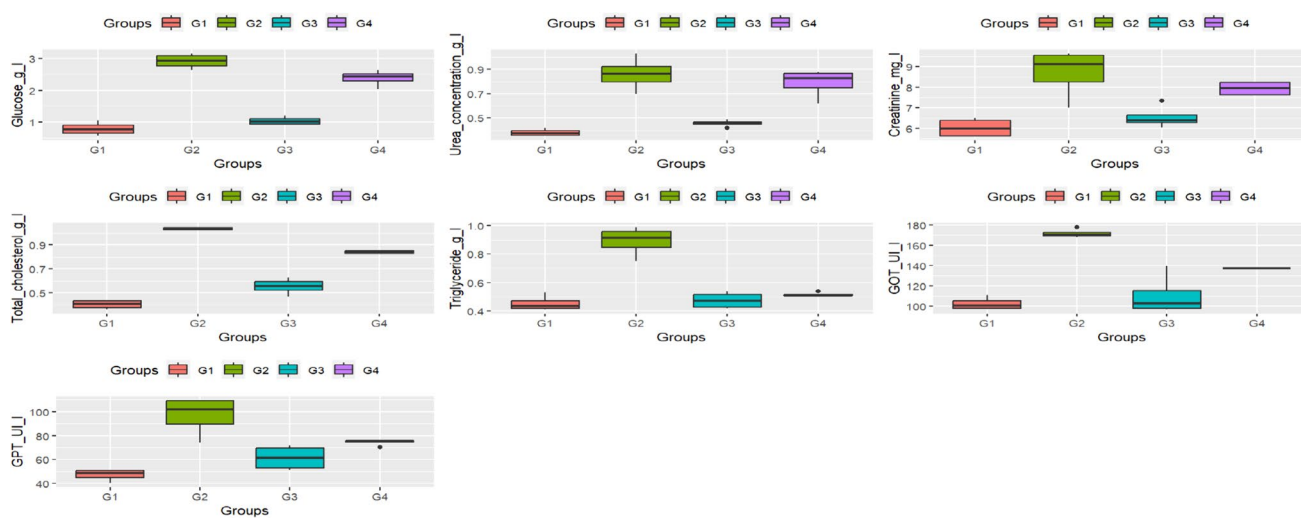 Groups G1 G2 G3 G4
Glucose_g_l
3
2
1
G1 G2 G3 G4
Groups
Groups G1 G2 G3 G4
Urea_concentration_g_l
0.9
0.7
0.5
G1 G2 G3 G4
Groups
Groups G1 G2 G3 G4
Creatinine_mg_l
9
8
7
6
G1 G2 G3 G4
Groups
Groups G1 G2 G3 G4
Total_cholesterol_g_l
0.9
0.7
0.5
G1 G2 G3 G4
Groups
Groups G1 G2 G3 G4
Triglyceride_g_l
1.0
0.8
0.6
0.4
G1 G2 G3 G4
Groups
Groups G1 G2 G3 G4
GOT_UI_l
180
160
140
120
100
G1 G2 G3 G4
Groups
Groups G1 G2 G3 G4
GPT_UI_l
100
80
60
40
G1 G2 G3 G4
Groups